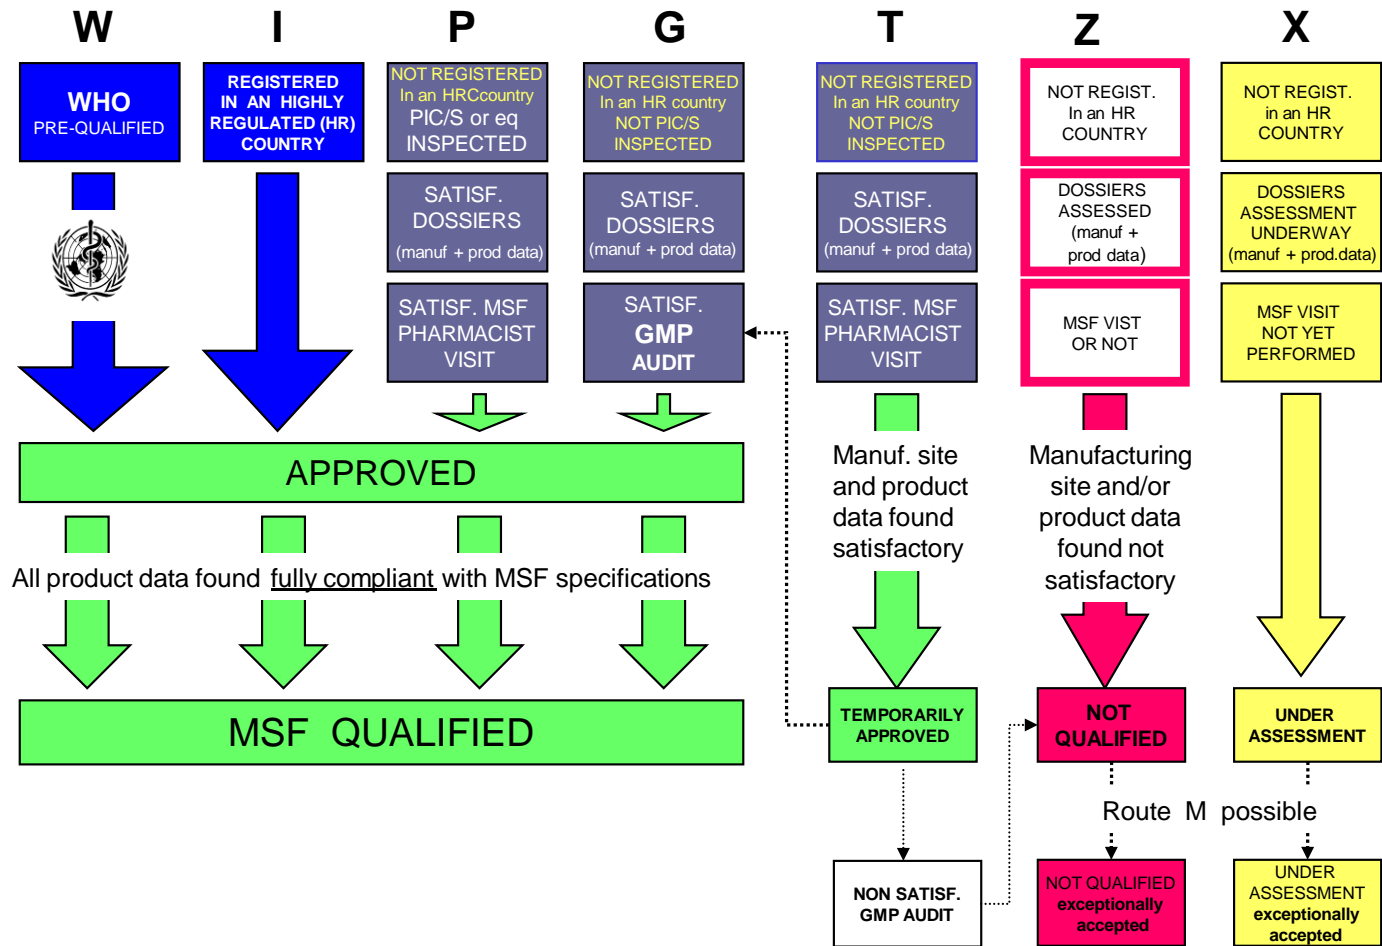 W I P G T Z X
WHO
PRE-QUALIFIED
REGISTERED
IN AN HIGHLY
REGULATED (HR)
COUNTRY
NOT REGISTERED
In an HRCcountry
PIC/S or eq
INSPECTED
NOT REGISTERED
In an HR country
NOT PIC/S
INSPECTED
NOT REGISTERED
In an HR country
NOT PIC/S
INSPECTED
NOT REGIST.
In an HR
COUNTRY
NOT REGIST.
in an HR
COUNTRY
SATISF.
DOSSIERS
(manuf + prod data)
SATISF.
DOSSIERS
(manuf + prod data)
SATISF.
DOSSIERS
(manuf + prod data)
DOSSIERS
ASSESSED
(manuf +
prod data)
DOSSIERS
ASSESSMENT
UNDERWAY
(manuf + prod.data)
SATISF. MSF
PHARMACIST
VISIT
SATISF.
GMP
AUDIT
SATISF. MSF
PHARMACIST
VISIT
MSF VIST
OR NOT
MSF VISIT
NOT YET
PERFORMED
APPROVED
Manuf. site
and product
data found
satisfactory
Manufacturing
site and/or
product data
found not
satisfactory
All product data found fully compliant with MSF specifications
MSF QUALIFIED
TEMPORARILY
APPROVED
NOT
QUALIFIED
UNDER
ASSESSMENT
Route M possible
NON SATISF.
GMP AUDIT
NOT QUALIFIED
exceptionally
accepted
UNDER
ASSESSMENT
exceptionally
accepted